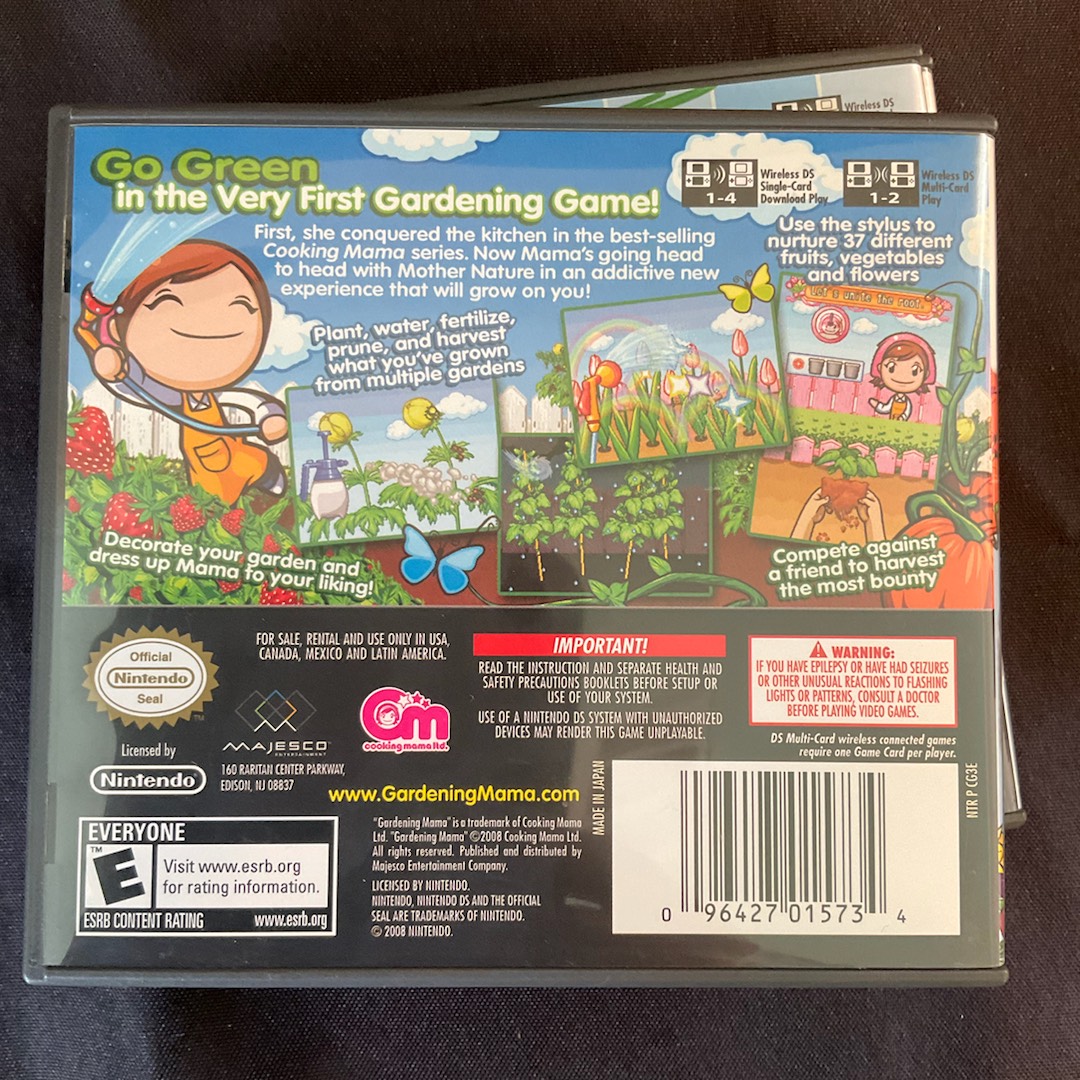 Wireless DS
Go Green
in the Very First Gardening Game!
1-4
Wireless DS
Single-Card
Download Play
1-2
Wireless DS
Multi-Card
Play
First, she conquered the kitchen in the best-selling
Cooking Mama series. Now Mama's going head
to head with Mother Nature in an addictive new
experience that will grow on you!
Use the stylus to
nurture 37 different
fruits, vegetables
and flowers
Let's unite the root.
Plant, water, fertilize,
prune, and harvest
what you've grown
from multiple gardens
Decorate your garden and
dress up Mama to your liking!
Compete against
a friend to harvest
the most bounty
Official
Nintendo
Seal
TM
Licensed by
Nintendo
FOR SALE, RENTAL AND USE ONLY IN USA,
CANADA, MEXICO AND LATIN AMERICA.
MAJESCO
ENTERTAINMENT
160 RARITAN CENTER PARKWAY,
EDISON, NJ 08837
cooking mama ltd.
IMPORTANT!
READ THE INSTRUCTION AND SEPARATE HEALTH AND
SAFETY PRECAUTIONS BOOKLETS BEFORE SETUP OR
USE OF YOUR SYSTEM.
USE OF A NINTENDO DS SYSTEM WITH UNAUTHORIZED
DEVICES MAY RENDER THIS GAME UNPLAYABLE.
WARNING:
IF YOU HAVE EPILEPSY OR HAVE HAD SEIZURES
OR OTHER UNUSUAL REACTIONS TO FLASHING
LIGHTS OR PATTERNS, CONSULT A DOCTOR
BEFORE PLAYING VIDEO GAMES.
DS Multi-Card wireless connected games
require one Game Card per player.
www.GardeningMama.com
"Gardening Mama" is a trademark of Cooking Mama
Ltd. "Gardening Mama" ©2008 Cooking Mama Ltd.
All rights reserved. Published and distributed by
Majesco Entertainment Company.
LICENSED BY NINTENDO.
NINTENDO, NINTENDO DS AND THE OFFICIAL
SEAL ARE TRADEMARKS OF NINTENDO.
© 2008 NINTENDO.
EVERYONE
TM
E
Visit www.esrb.org
for rating information.
ESRB CONTENT RATING www.esrb.org
MADE IN JAPAN
NTR P CG3E
0 96427 01573 4